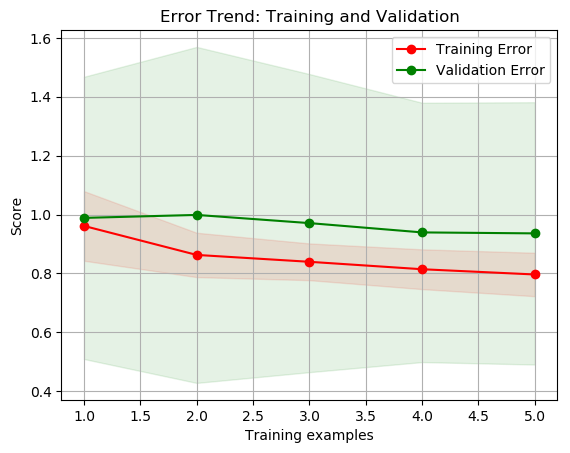 Error Trend: Training and Validation
Training Error
Validation Error
Score
1.6
1.4
1.2
1.0
0.8
0.6
0.4
1.0 1.5 2.0 2.5 3.0 3.5 4.0 4.5 5.0
Training examples